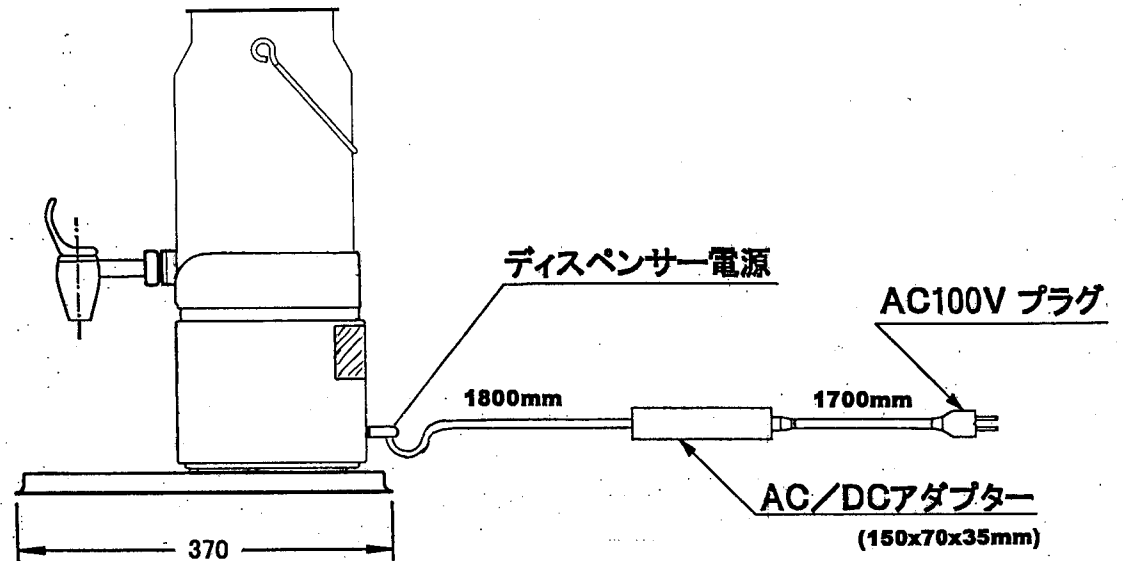 ディスペンサー電源
AC100V プラグ
1800mm
1700mm
AC／DCアダプター
(150x70x35mm)
370